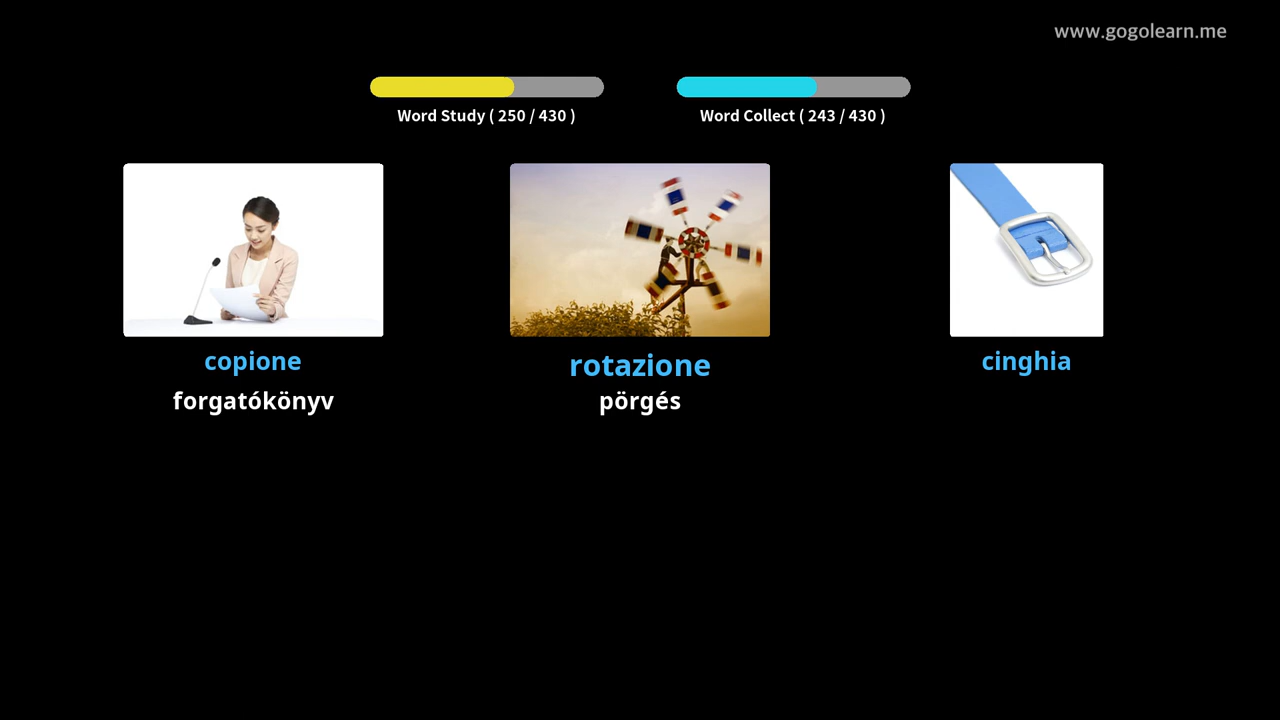 www.gogolearn.me
Word Study ( 250 / 430 )
Word Collect ( 243 / 430 )
copione
rotazione
cinghia
forgatókönyv
pörgés